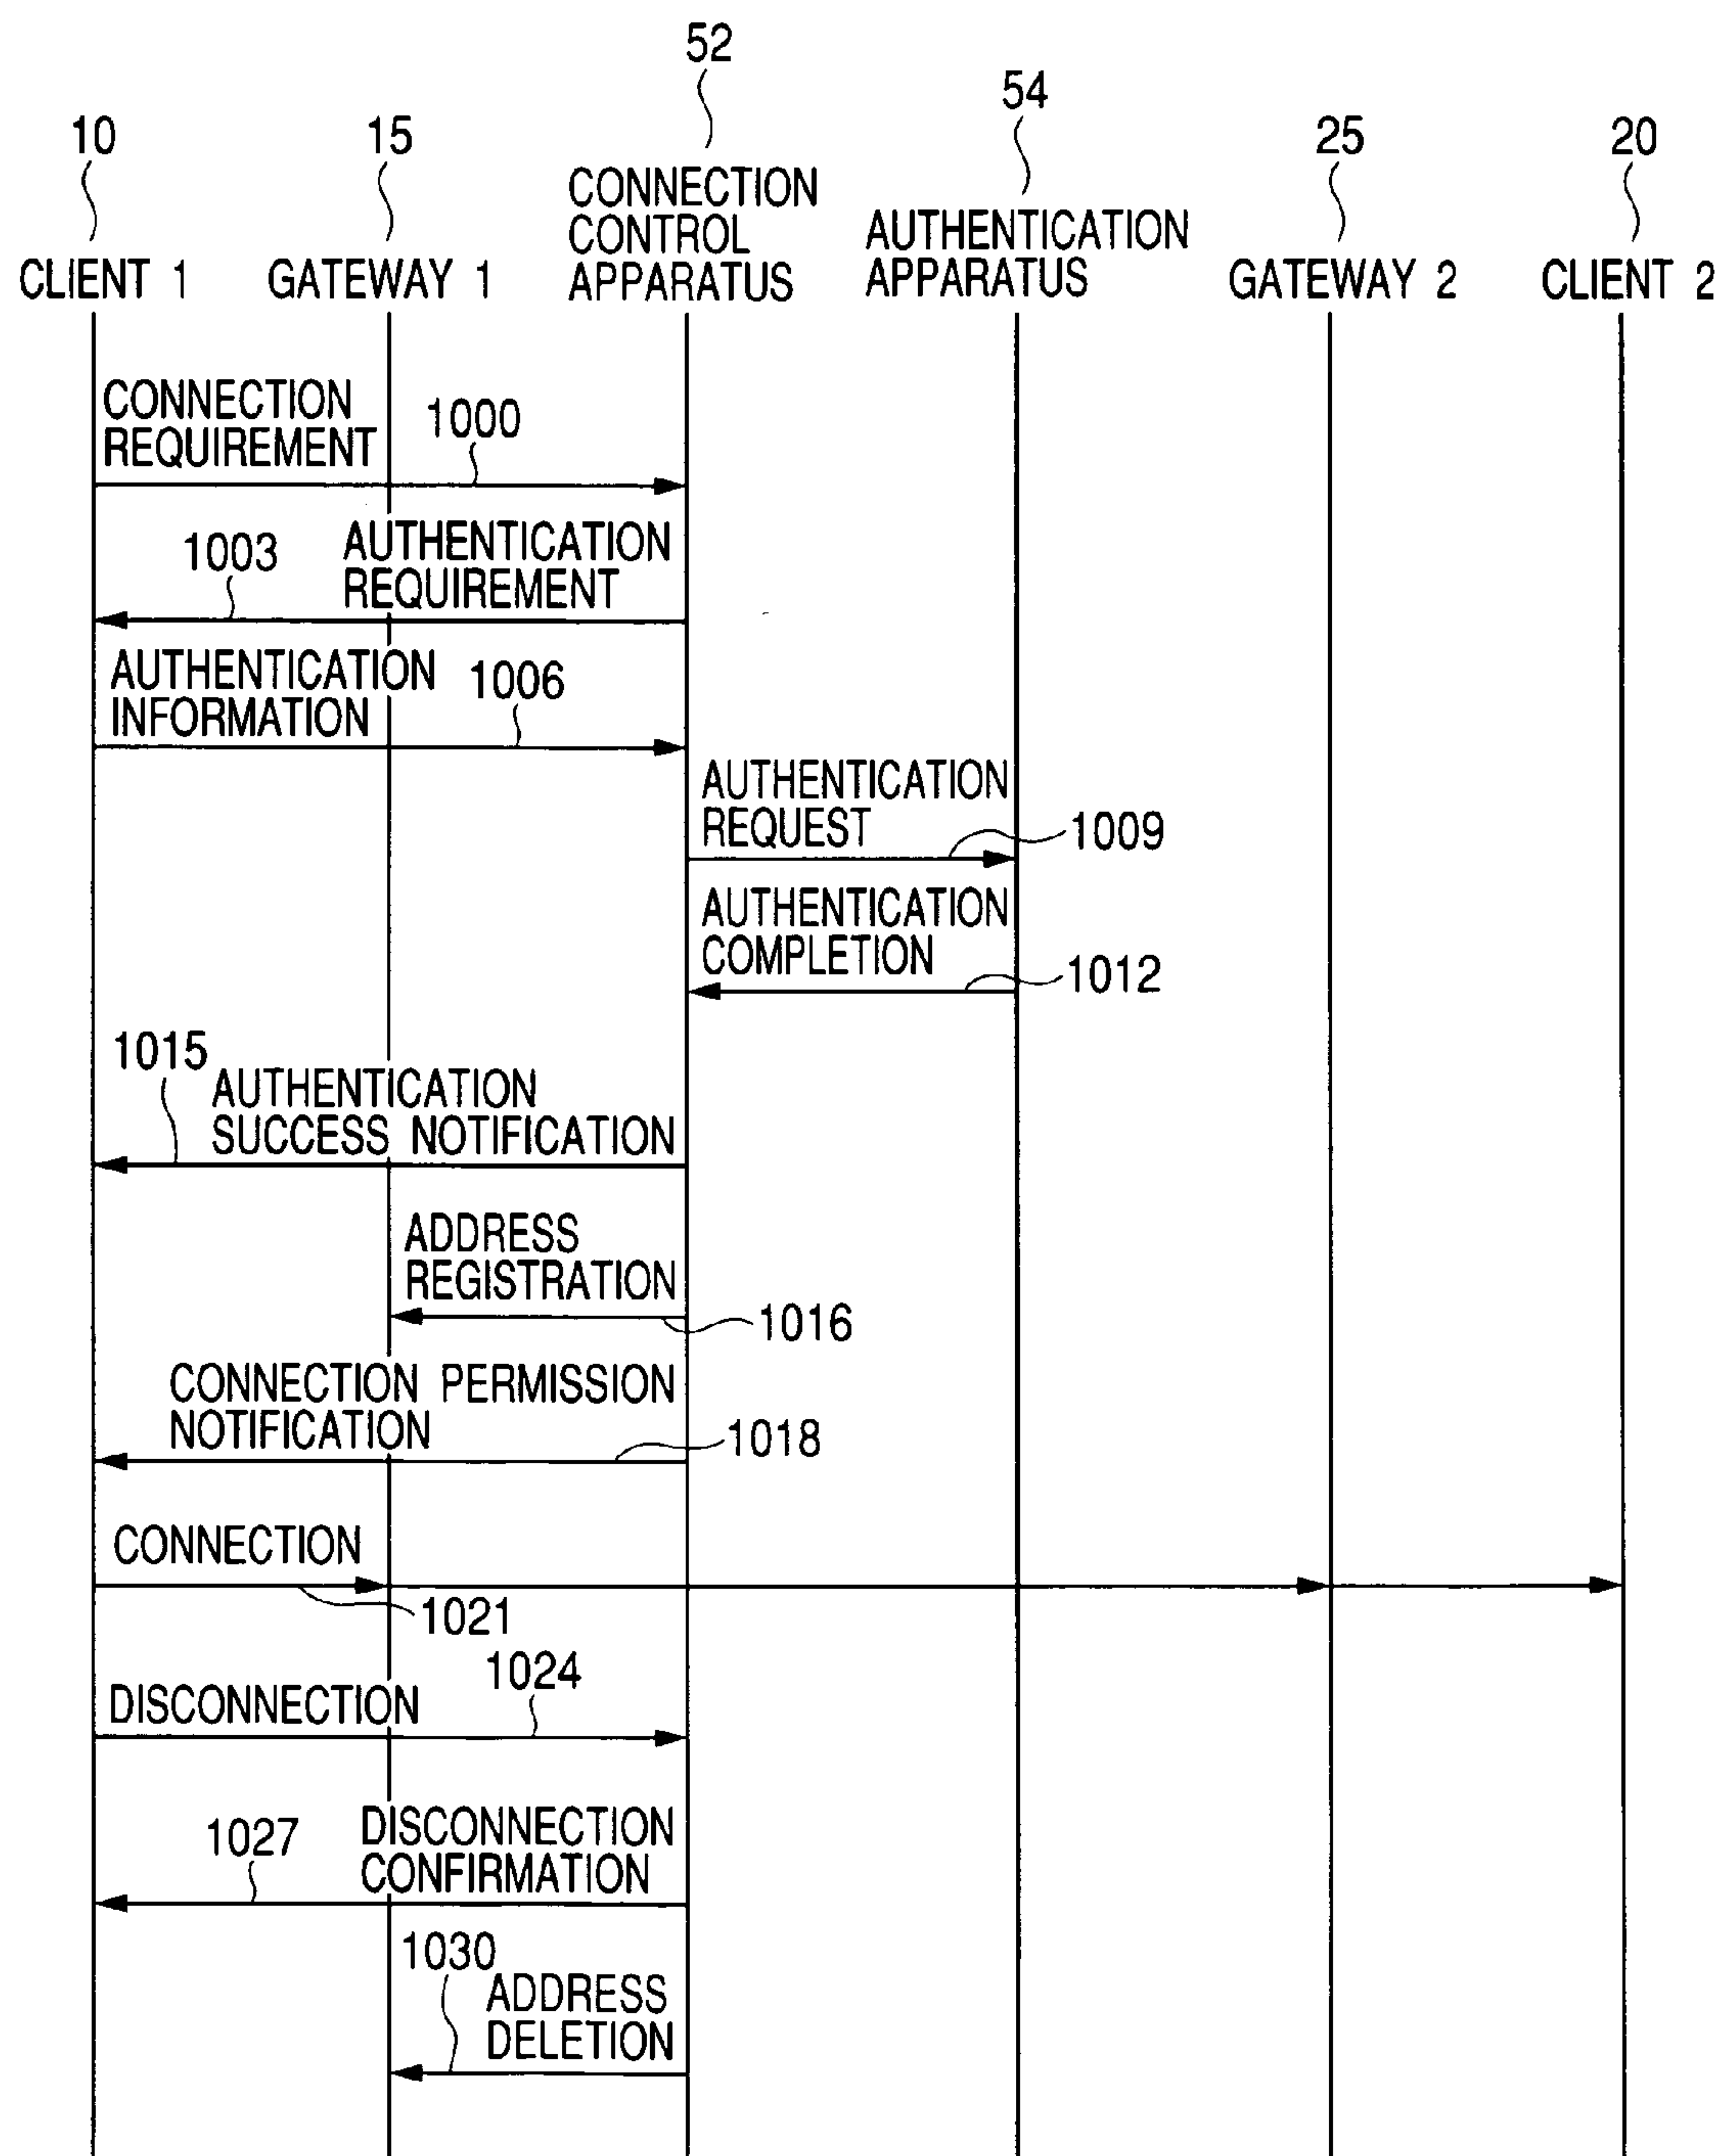 52
54
10
15
25
20
CONNECTION
CONTROL
APPARATUS
AUTHENTICATION
APPARATUS
CLIENT 1
GATEWAY 1
GATEWAY 2
CLIENT 2
CONNECTION
REQUIREMENT
1000
1003
AUTHENTICATION
REQUIREMENT
AUTHENTICATION
INFORMATION
1006
AUTHENTICATION
REQUEST
1009
AUTHENTICATION
COMPLETION
1012
1015
AUTHENTICATION
SUCCESS NOTIFICATION
ADDRESS
REGISTRATION
1016
CONNECTION PERMISSION
NOTIFICATION
1018
CONNECTION
1021
1024
DISCONNECTION
1027
DISCONNECTION
CONFIRMATION
1030
ADDRESS
DELETION